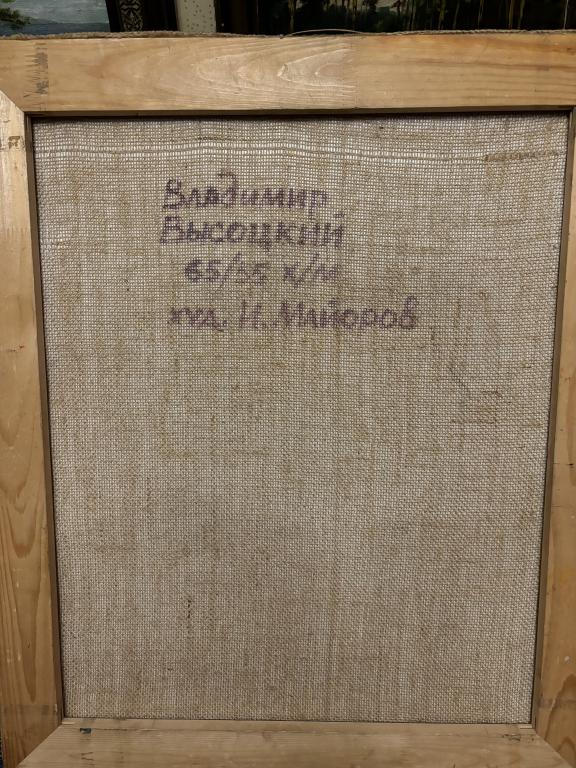 Владимир
Высоцкий
65/55 х/м
худ. Н. Майоров